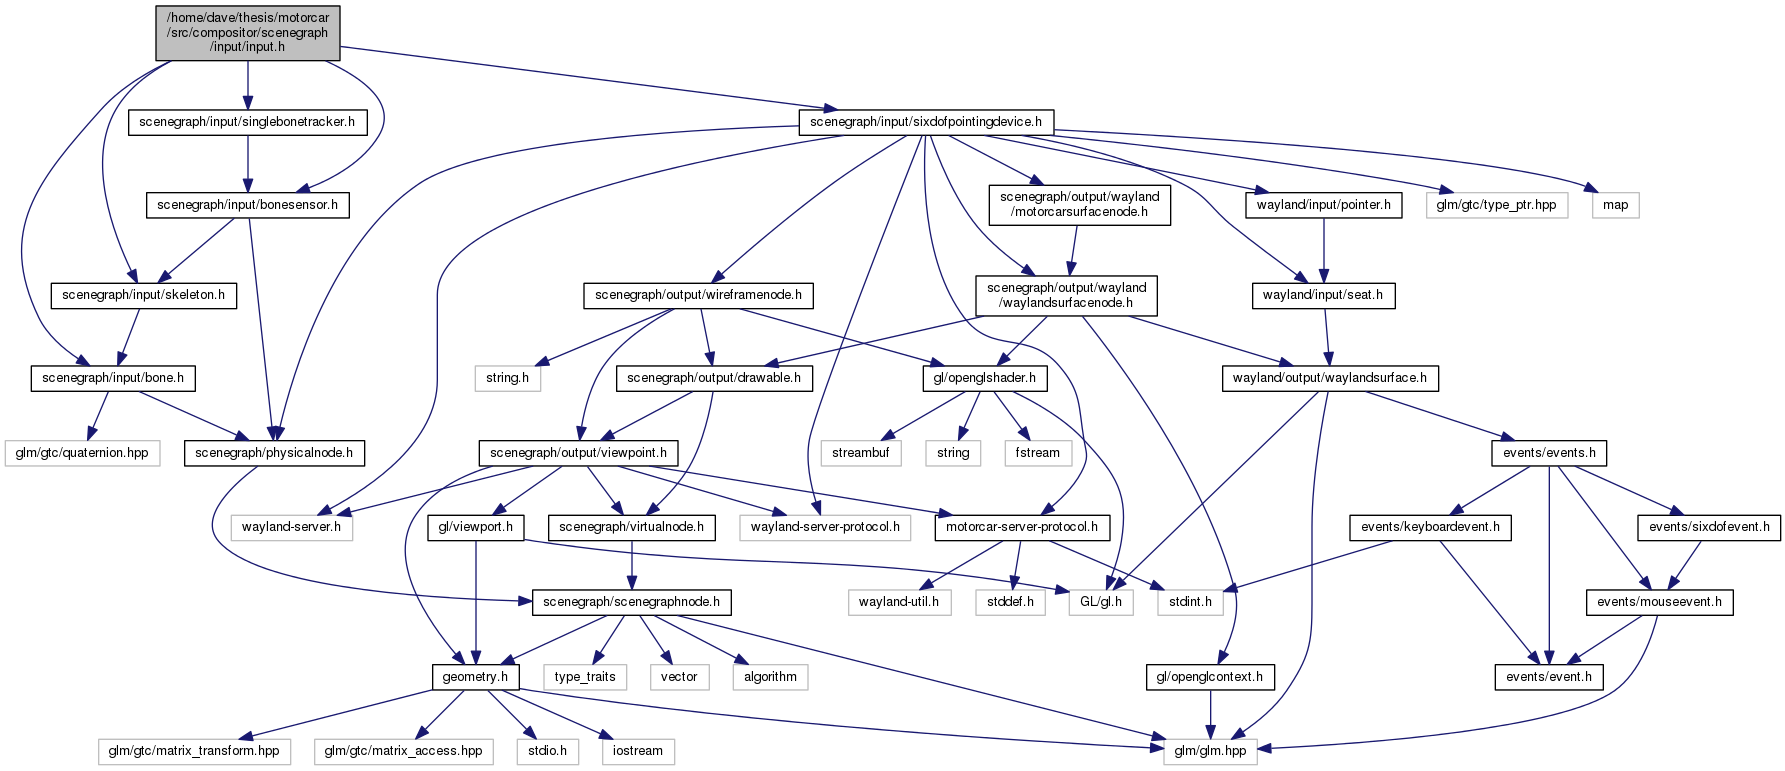 /home/dave/thesis/motorcar
/src/compositor/scenegraph
/input/input.h
scenegraph/input/singlebonetracker.h
scenegraph/input/sixdofpointingdevice.h
scenegraph/input/bonesensor.h
scenegraph/output/wayland
/motorcarsurfacenode.h
wayland/input/pointer.h
glm/gtc/type_ptr.hpp
map
scenegraph/input/skeleton.h
scenegraph/output/wireframenode.h
scenegraph/output/wayland
/waylandsurfacenode.h
wayland/input/seat.h
scenegraph/input/bone.h
string.h
scenegraph/output/drawable.h
gl/openglshader.h
wayland/output/waylandsurface.h
glm/gtc/quaternion.hpp
scenegraph/physicalnode.h
scenegraph/output/viewpoint.h
streambuf
string
fstream
events/events.h
wayland-server.h
gl/viewport.h
scenegraph/virtualnode.h
wayland-server-protocol.h
motorcar-server-protocol.h
events/keyboardevent.h
events/sixdofevent.h
scenegraph/scenegraphnode.h
wayland-util.h
stddef.h
GL/gl.h
stdint.h
events/mouseevent.h
geometry.h
type_traits
vector
algorithm
gl/openglcontext.h
events/event.h
glm/gtc/matrix_transform.hpp
glm/gtc/matrix_access.hpp
stdio.h
iostream
glm/glm.hpp